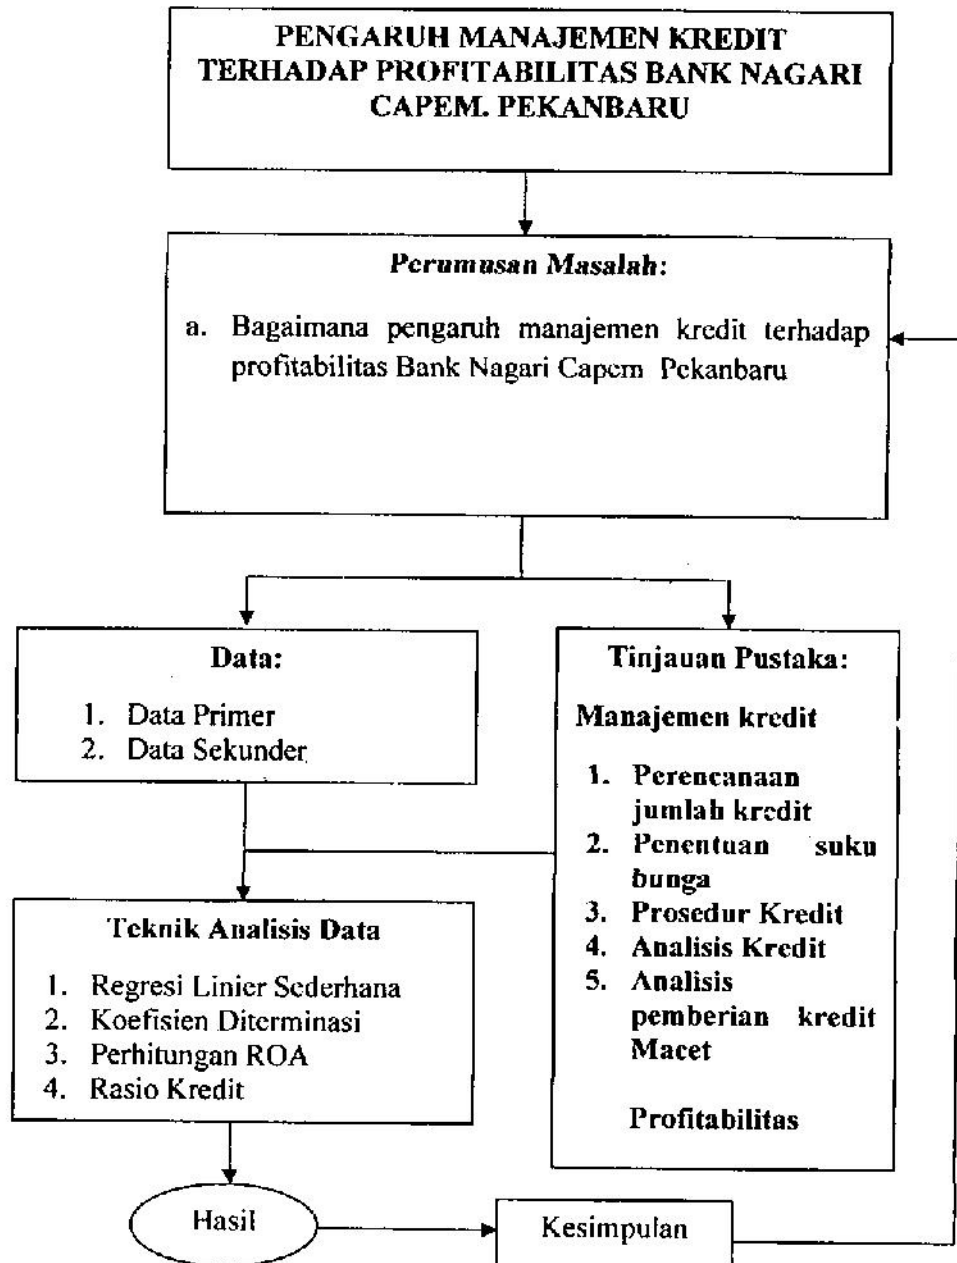 PENGARUH MANAJEMEN KREDIT
TERHADAP PROFITABILITAS BANK NAGARI
CAPEM. PEKANBARU
Perumusan Masalah:
a. Bagaimana pengaruh manajemen kredit terhadap
profitabilitas Bank Nagari Capem Pekanbaru
Data:
1. Data Primer
2. Data Sekunder
Tinjauan Pustaka:
Manajemen kredit
1. Perencanaan
jumlah kredit
2. Penentuan suku
bunga
3. Prosedur Kredit
4. Analisis Kredit
5. Analisis
pemberian kredit
Macet
Profitabilitas
Teknik Analisis Data
1. Regresi Linier Sederhana
2. Koefisien Diterminasi
3. Perhitungan ROA
4. Rasio Kredit
Hasil
Kesimpulan